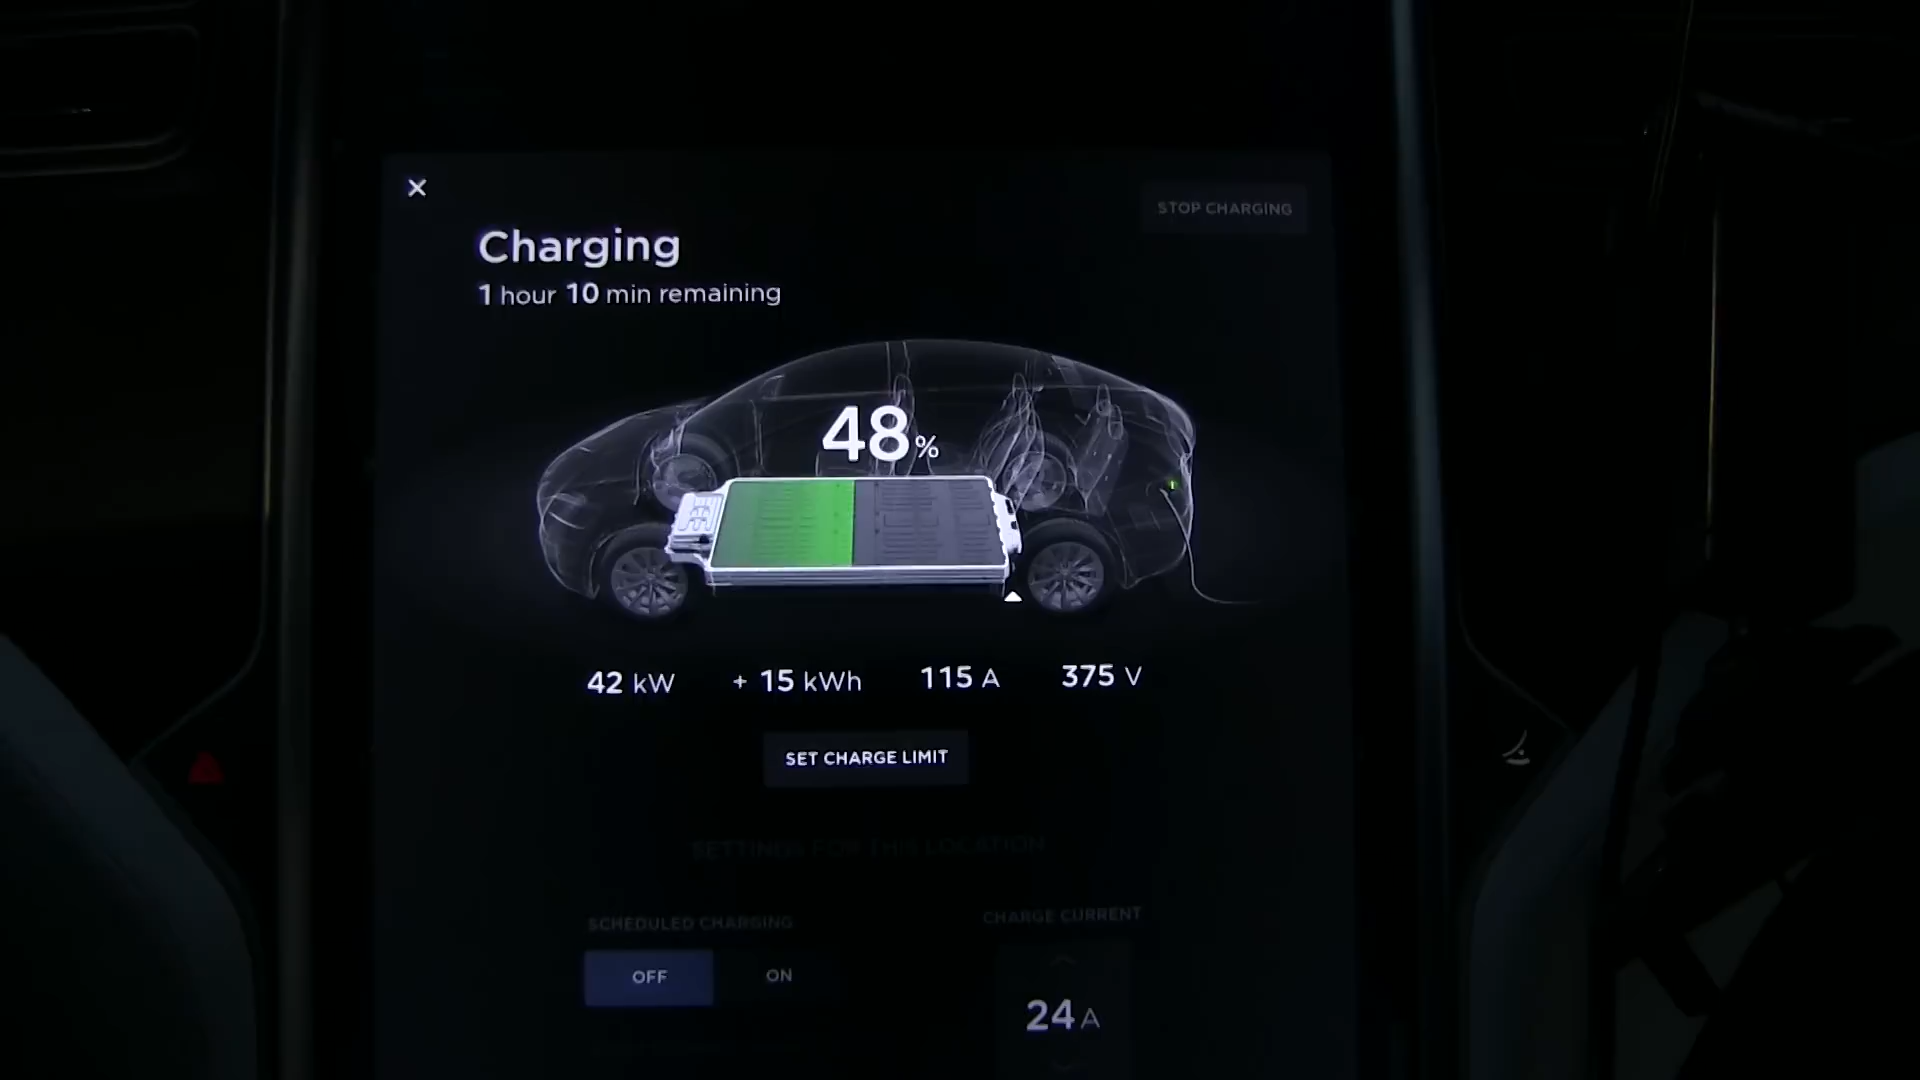 STOP CHARGING
Charging
1 hour 10 min remaining
48%
42 kW + 15 kWh 115 A 375 V
SET CHARGE LIMIT
SETTINGS FOR THIS LOCATION
SCHEDULED CHARGING
CHARGE CURRENT
OFF ON
24 A